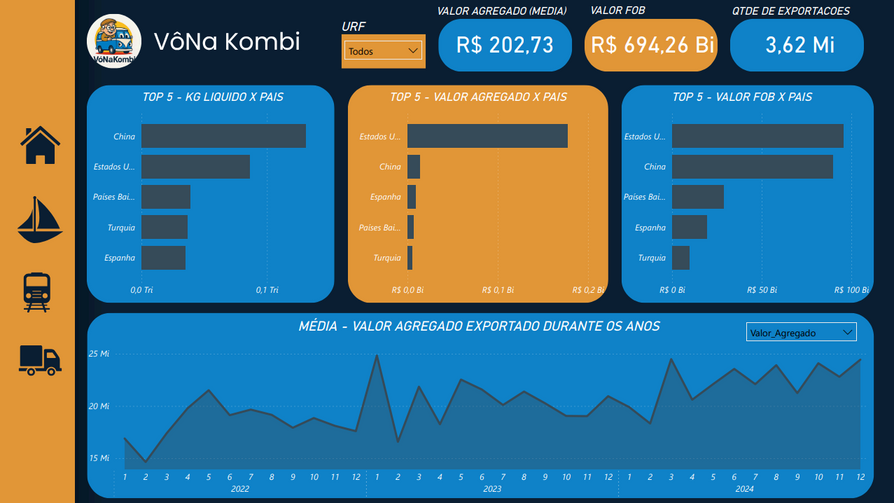 VôNaKombi
VôNa Kombi
URF
Todos
VALOR AGREGADO (MEDIA)
R$ 202,73
VALOR FOB
R$ 694,26 Bi
QTDE DE EXPORTACOES
3,62 Mi
TOP 5 - KG LIQUIDO X PAIS
China
Estados U...
Países Bai...
Turquia
Espanha
0,0 Tri
0,1 Tri
TOP 5 - VALOR AGREGADO X PAIS
Estados U...
China
Espanha
Países Bai...
Turquia
R$ 0,0 Bi
R$ 0,1 Bi
R$ 0,2 Bi
TOP 5 - VALOR FOB X PAIS
Estados U...
China
Países Bai...
Espanha
Turquia
R$ 0 Bi
R$ 50 Bi
R$ 100 Bi
MÉDIA - VALOR AGREGADO EXPORTADO DURANTE OS ANOS
Valor_Agregado
25 Mi
20 Mi
15 Mi
1 2 3 4 5 6 7 8 9 10 11 12 1 2 3 4 5 6 7 8 9 10 11 12 1 2 3 4 5 6 7 8 9 10 11 12
2022 2023 2024